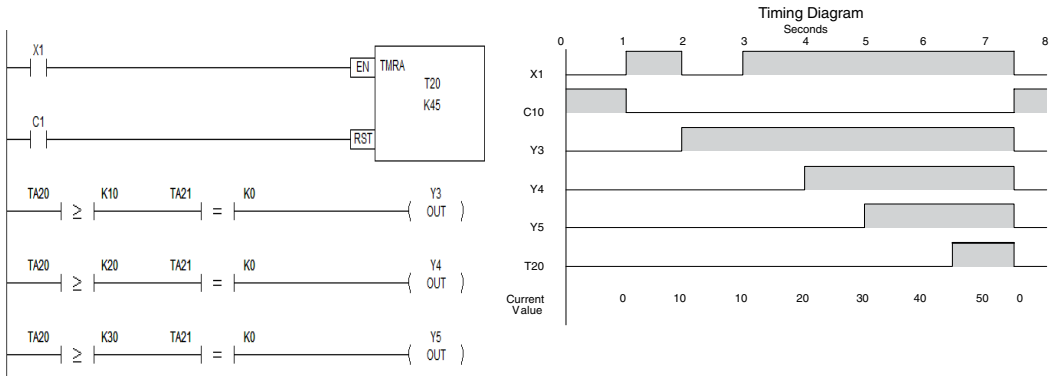 X1
EN TMRA
T20
K45
C1
RST
TA20 K10 TA21 K0 Y3
≥ = OUT
TA20 K20 TA21 K0 Y4
≥ = OUT
TA20 K30 TA21 K0 Y5
≥ = OUT
Timing Diagram
Seconds
0 1 2 3 4 5 6 7 8
X1
C10
Y3
Y4
Y5
T20
Current
Value
0 10 10 20 30 40 50 0